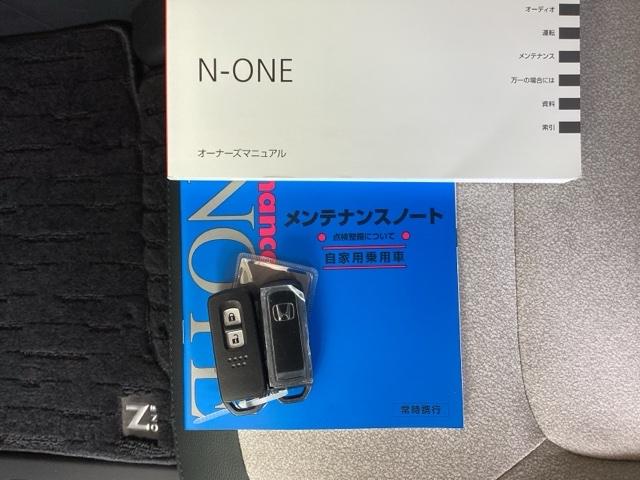 オーディオ
運転
メンテナンス
万一の場合には
資料
索引
N-ONE
オーナーズマニュアル
メンテナンスノート
点検整備について
自家用乗用車
常時携行
N ONE